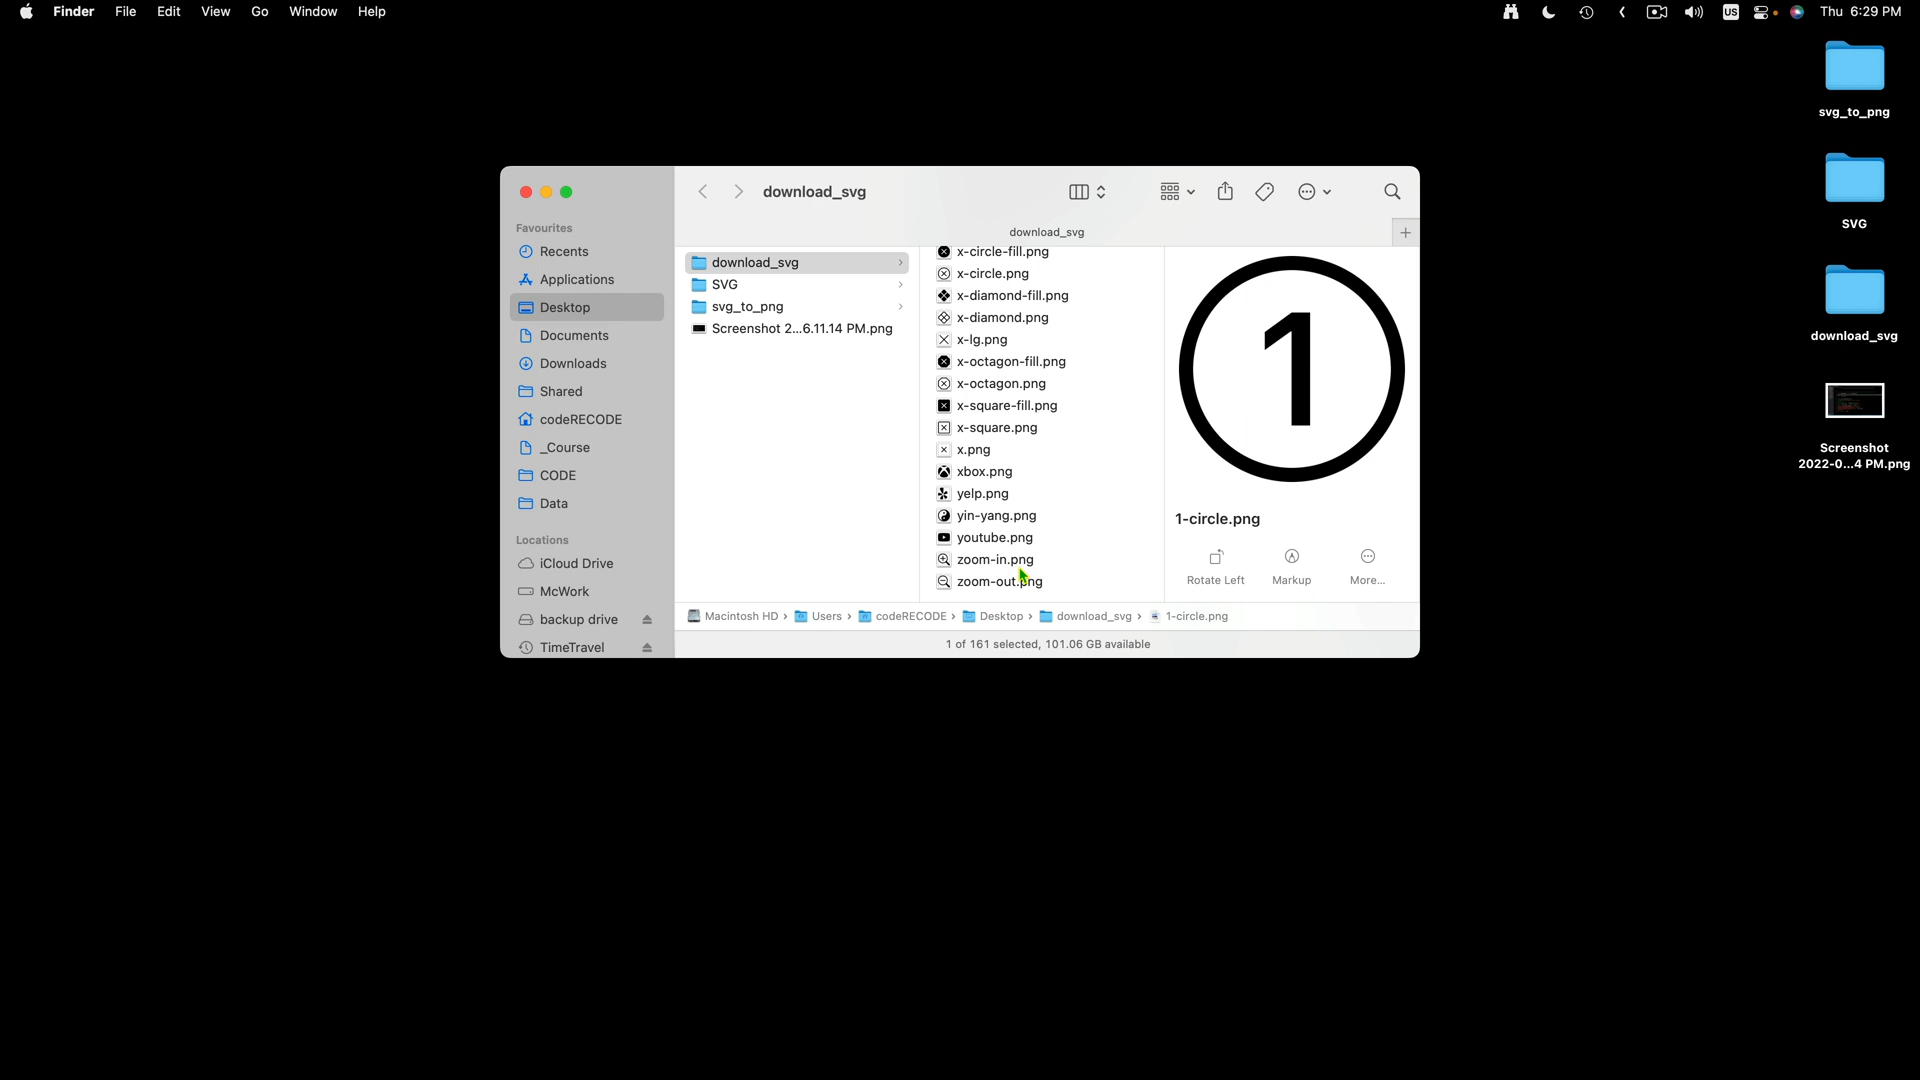 Finder File Edit View Go Window Help
US Thu 6:29 PM
svg_to_png
SVG
download_svg
Screenshot
2022-0...4 PM.png
download_svg
Favourites
Recents
Applications
Desktop
Documents
Downloads
Shared
codeRECODE
_Course
CODE
Data
Locations
iCloud Drive
McWork
backup drive
TimeTravel
download_svg
download_svg
SVG
svg_to_png
Screenshot 2...6.11.14 PM.png
x-circle-fill.png
x-circle.png
x-diamond-fill.png
x-diamond.png
x-lg.png
x-octagon-fill.png
x-octagon.png
x-square-fill.png
x-square.png
x.png
xbox.png
yelp.png
yin-yang.png
youtube.png
zoom-in.png
zoom-out.png
1
1-circle.png
Rotate Left Markup More...
Macintosh HD › Users › codeRECODE › Desktop › download_svg › 1-circle.png
1 of 161 selected, 101.06 GB available